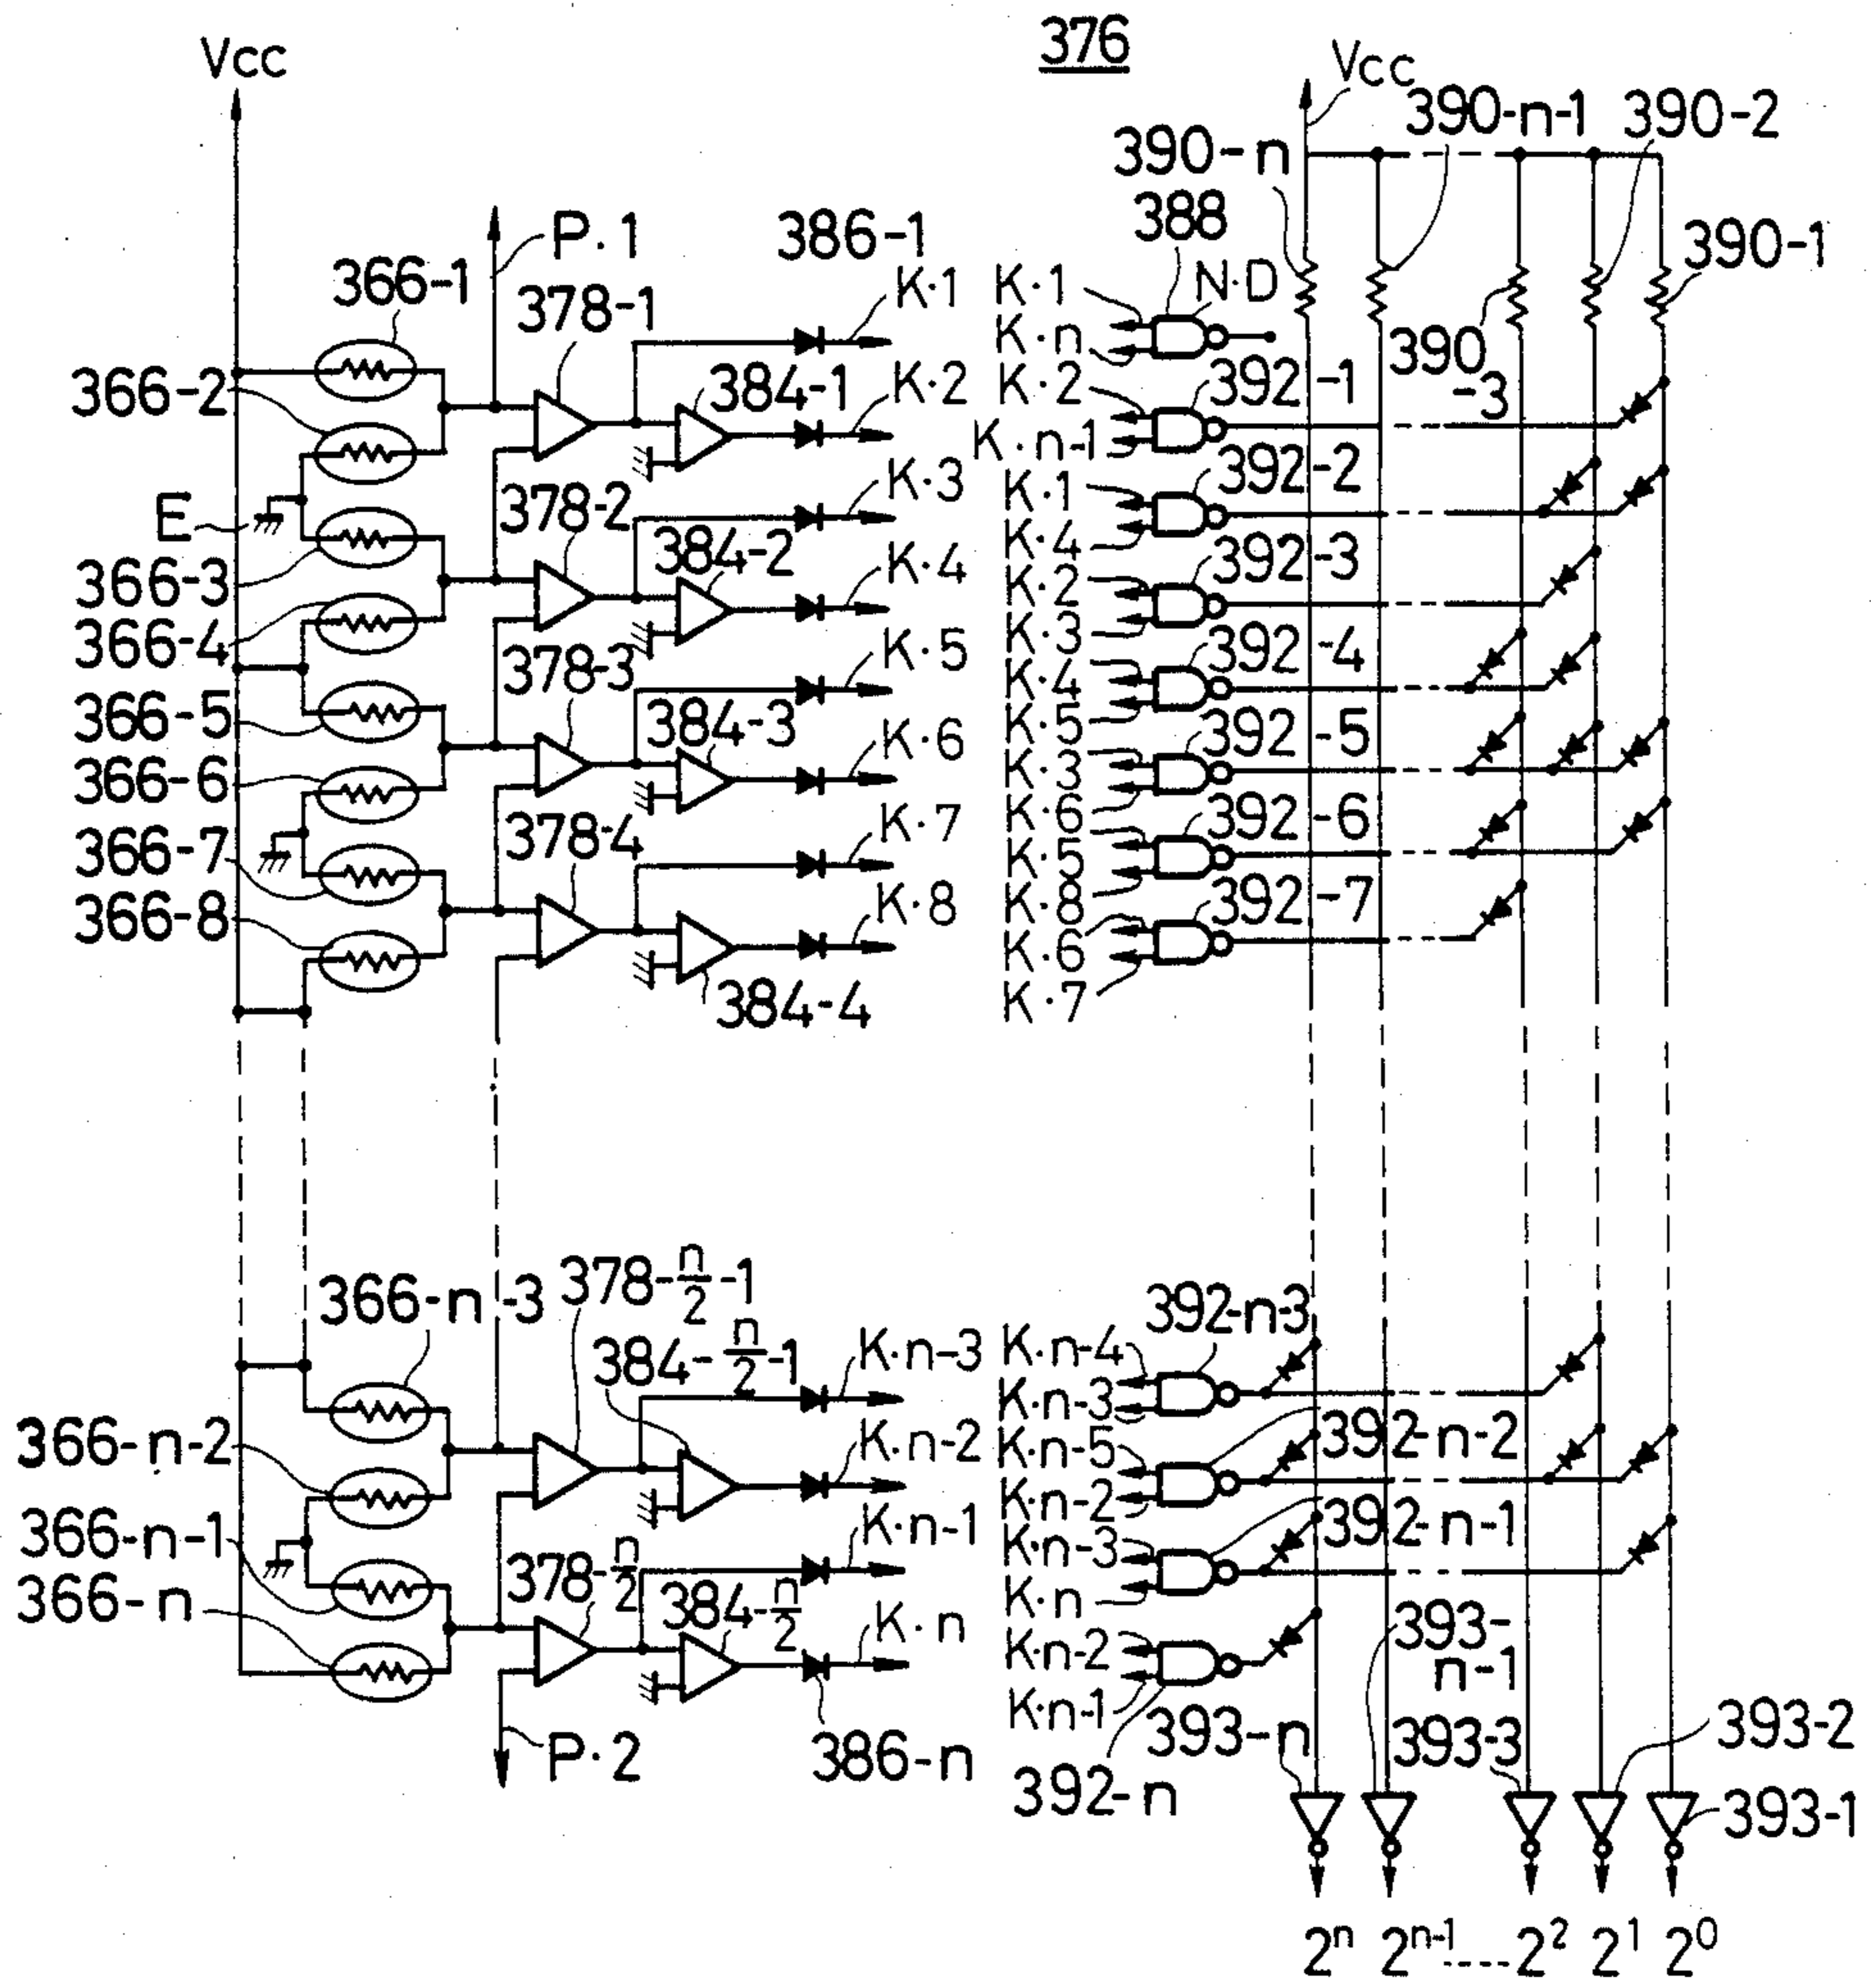 376
Vcc
Vcc
390-n-1
390-2
390-n
388
P·1
386-1
390-1
366-1
378-1
K·1
K·1
N·D
K·n
390
-3
366-2
384-1
K·2
K·2
392-1
K·n-1
392-2
E
378-2
K·3
K·1
384-2
K·4
K·4
392-3
366-3
K·2
366-4
K·3
378-3
K·5
392-4
K·4
366-5
384-3
K·5
392-5
K·6
K·3
366-6
K·6
392-6
366-7
378-4
K·7
K·5
366-8
K·8
K·8
392-7
K·6
384-4
K·7
366-n-3
378-n/2-1
392-n-3
384-n/2-1
K·n-3
K·n-4
K·n-3
366-n-2
K·n-2
K·n-5
392-n-2
K·n-2
366-n-1
K·n-1
K·n-3
392-n-1
366-n
378-n/2
384-n/2
K·n
K·n
K·n-2
393-
n-1
K·n-1
P·2
386-n
393-n
393-3
393-2
392-n
393-1
2ⁿ 2ⁿ⁻¹ ---- 2² 2¹ 2⁰